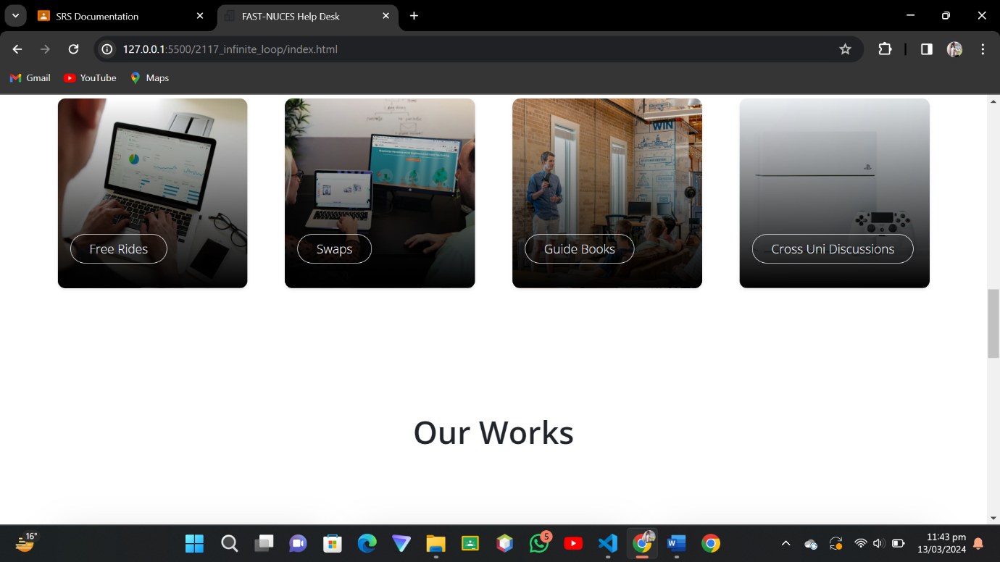 SRS Documentation
FAST-NUCES Help Desk
127.0.0.1:5500/2117_infinite_loop/index.html
Gmail
YouTube
Maps
WIN
Free Rides
Swaps
Guide Books
Cross Uni Discussions
Our Works
16°
5
11:43 pm
13/03/2024